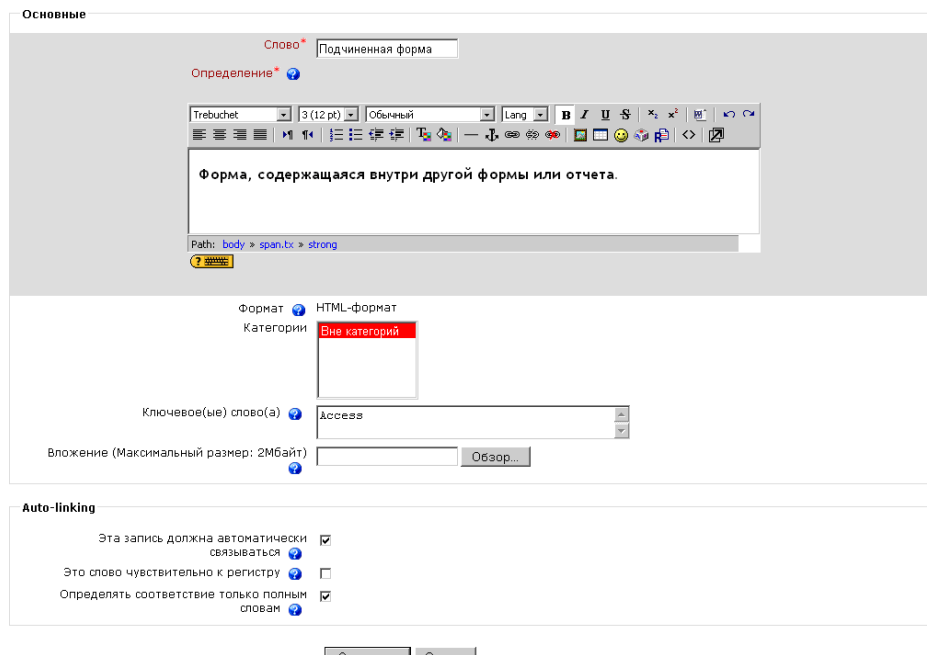 Основные
Слово*
Подчиненная форма
Определение*
Trebuchet 3 (12 pt) Обычный Lang B I U S x₂ x²
Форма, содержащаяся внутри другой формы или отчета.
Path: body » span.tx » strong
?
Формат HTML-формат
Категории
Вне категорий
Ключевое(ые) слово(а)
Access
Вложение (Максимальный размер: 2Мбайт)
Обзор...
Auto-linking
Эта запись должна автоматически
связываться
Это слово чувствительно к регистру
Определять соответствие только полным
словам